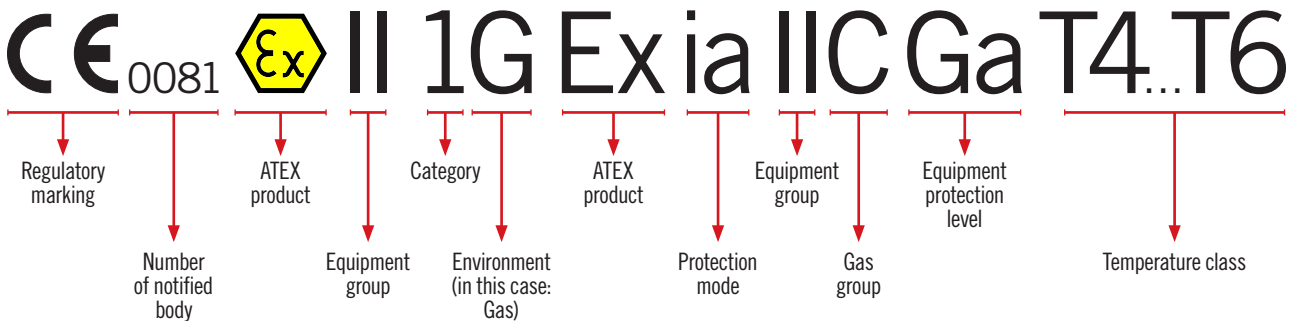 CE 0081 Ex II 1G Ex ia IIC Ga T4...T6
Regulatory
marking
ATEX
product
Category
ATEX
product
Equipment
group
Equipment
protection
level
Number
of notified
body
Equipment
group
Environment
(in this case:
Gas)
Protection
mode
Gas
group
Temperature class